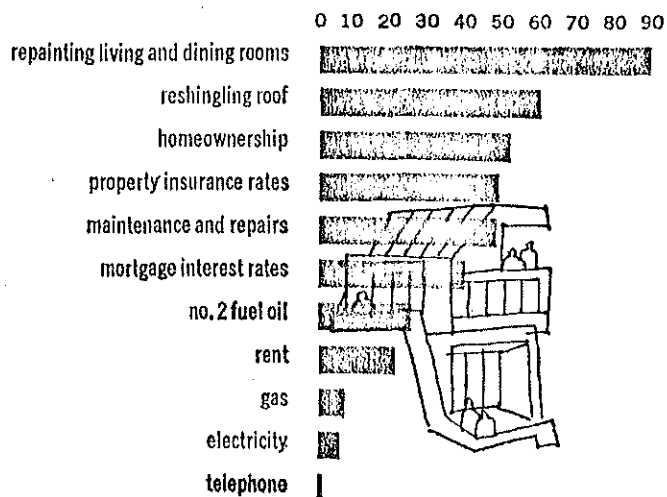 0 10 20 30 40 50 60 70 80 90
repainting living and dining rooms
reshingling roof
homeownership
property insurance rates
maintenance and repairs
mortgage interest rates
no. 2 fuel oil
rent
gas
electricity
telephone